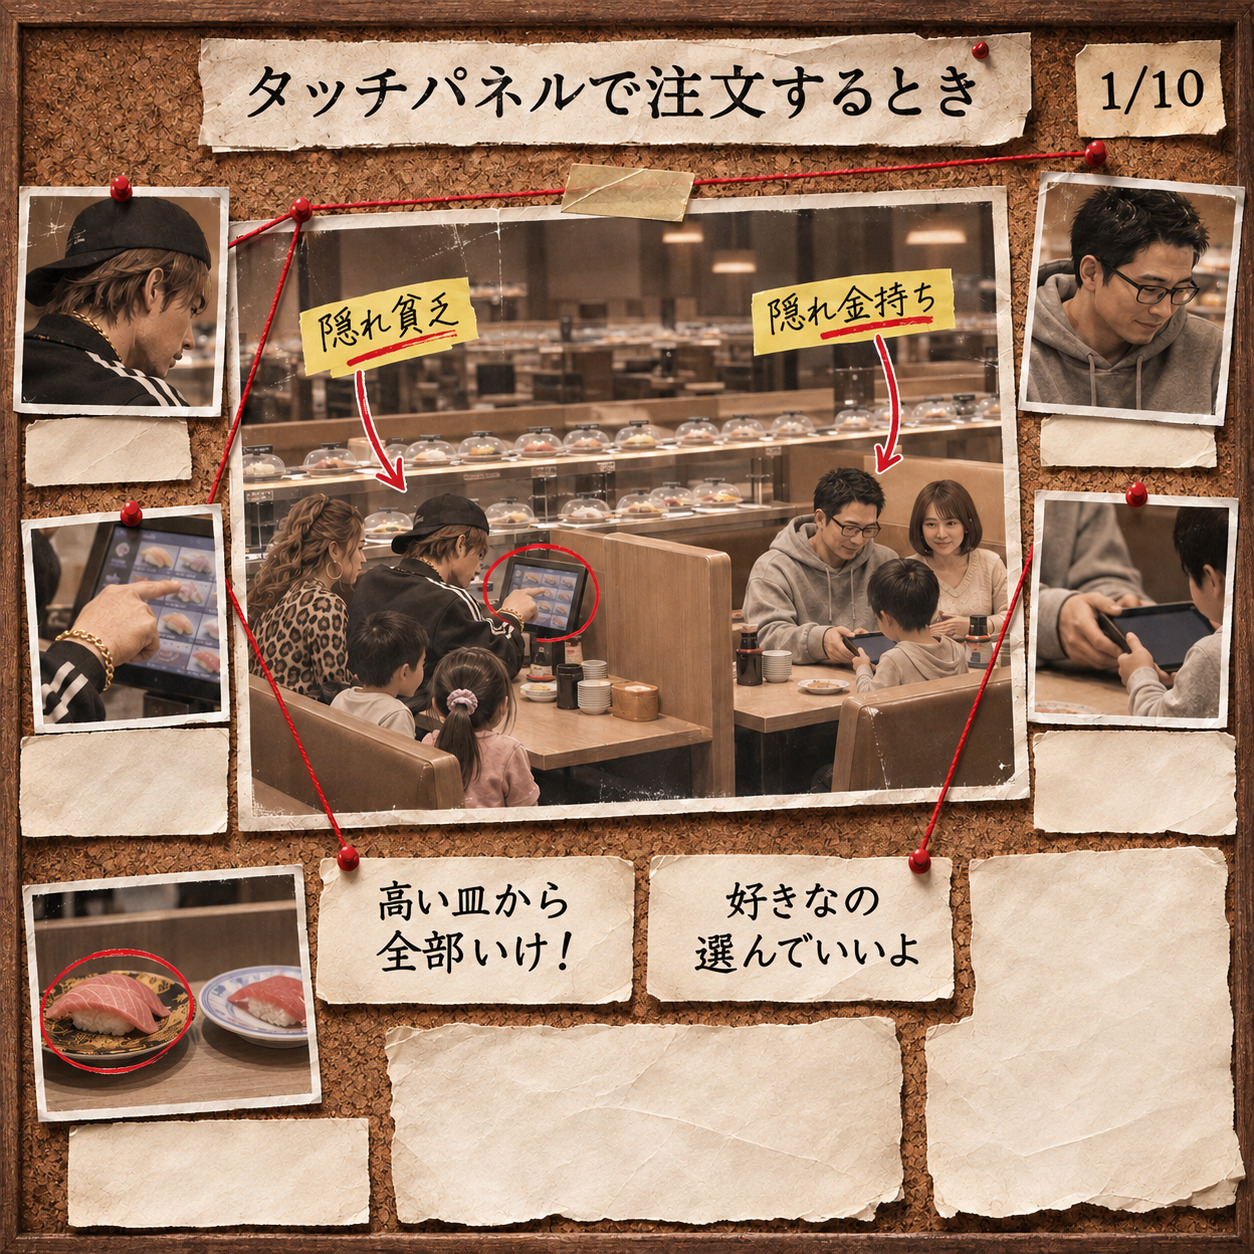 タッチパネルで注文するとき
1/10
隠れ貧乏
隠れ金持ち
高い皿から
全部いけ!
好きなの
選んでいいよ